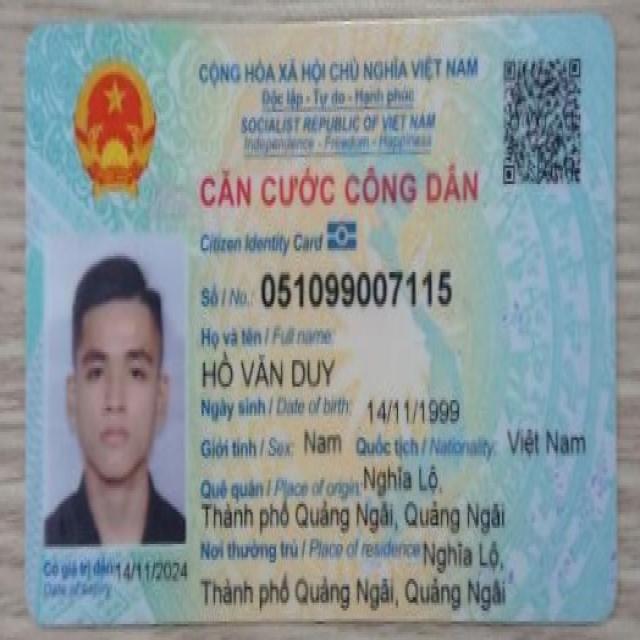 CỘNG HÒA XÃ HỘI CHỦ NGHĨA VIỆT NAM
Độc lập - Tự do - Hạnh phúc
SOCIALIST REPUBLIC OF VIET NAM
Independence - Freedom - Happiness
CĂN CƯỚC CÔNG DÂN
Citizen Identity Card
Số / No.: 051099007115
Họ và tên / Full name:
HỒ VĂN DUY
Ngày sinh / Date of birth: 14/11/1999
Giới tính / Sex: Nam Quốc tịch / Nationality: Việt Nam
Quê quán / Place of origin: Nghĩa Lộ,
Thành phố Quảng Ngãi, Quảng Ngãi
Nơi thường trú / Place of residence: Nghĩa Lộ,
Thành phố Quảng Ngãi, Quảng Ngãi
Có giá trị đến 14/11/2024
Date of expiry